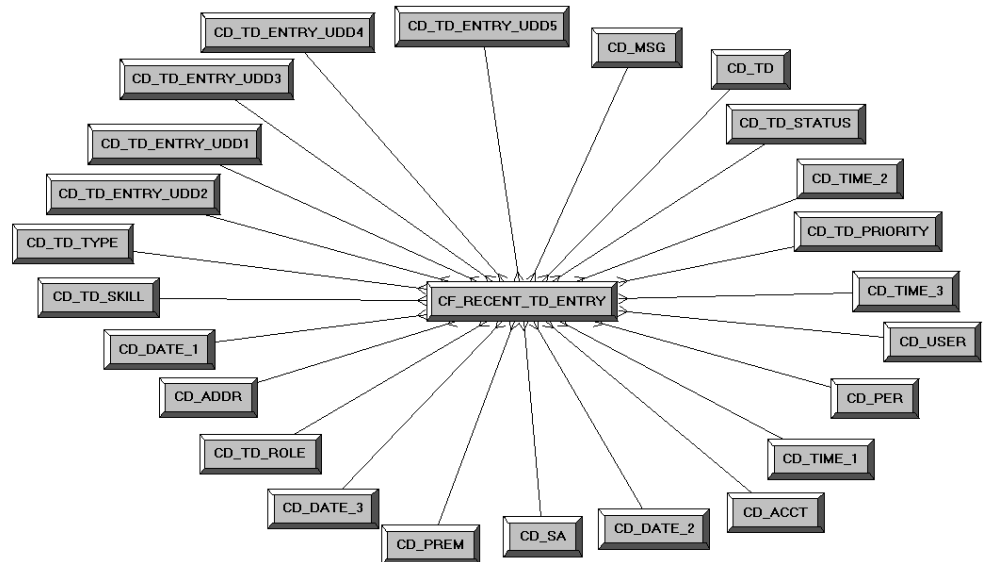 CD_TD_ENTRY_UDD4
CD_TD_ENTRY_UDD5
CD_MSG
CD_TD
CD_TD_ENTRY_UDD3
CD_TD_STATUS
CD_TD_ENTRY_UDD1
CD_TIME_2
CD_TD_ENTRY_UDD2
CD_TD_PRIORITY
CD_TD_TYPE
CD_TD_SKILL
CF_RECENT_TD_ENTRY
CD_TIME_3
CD_USER
CD_DATE_1
CD_ADDR
CD_PER
CD_TD_ROLE
CD_TIME_1
CD_DATE_3
CD_ACCT
CD_PREM
CD_SA
CD_DATE_2